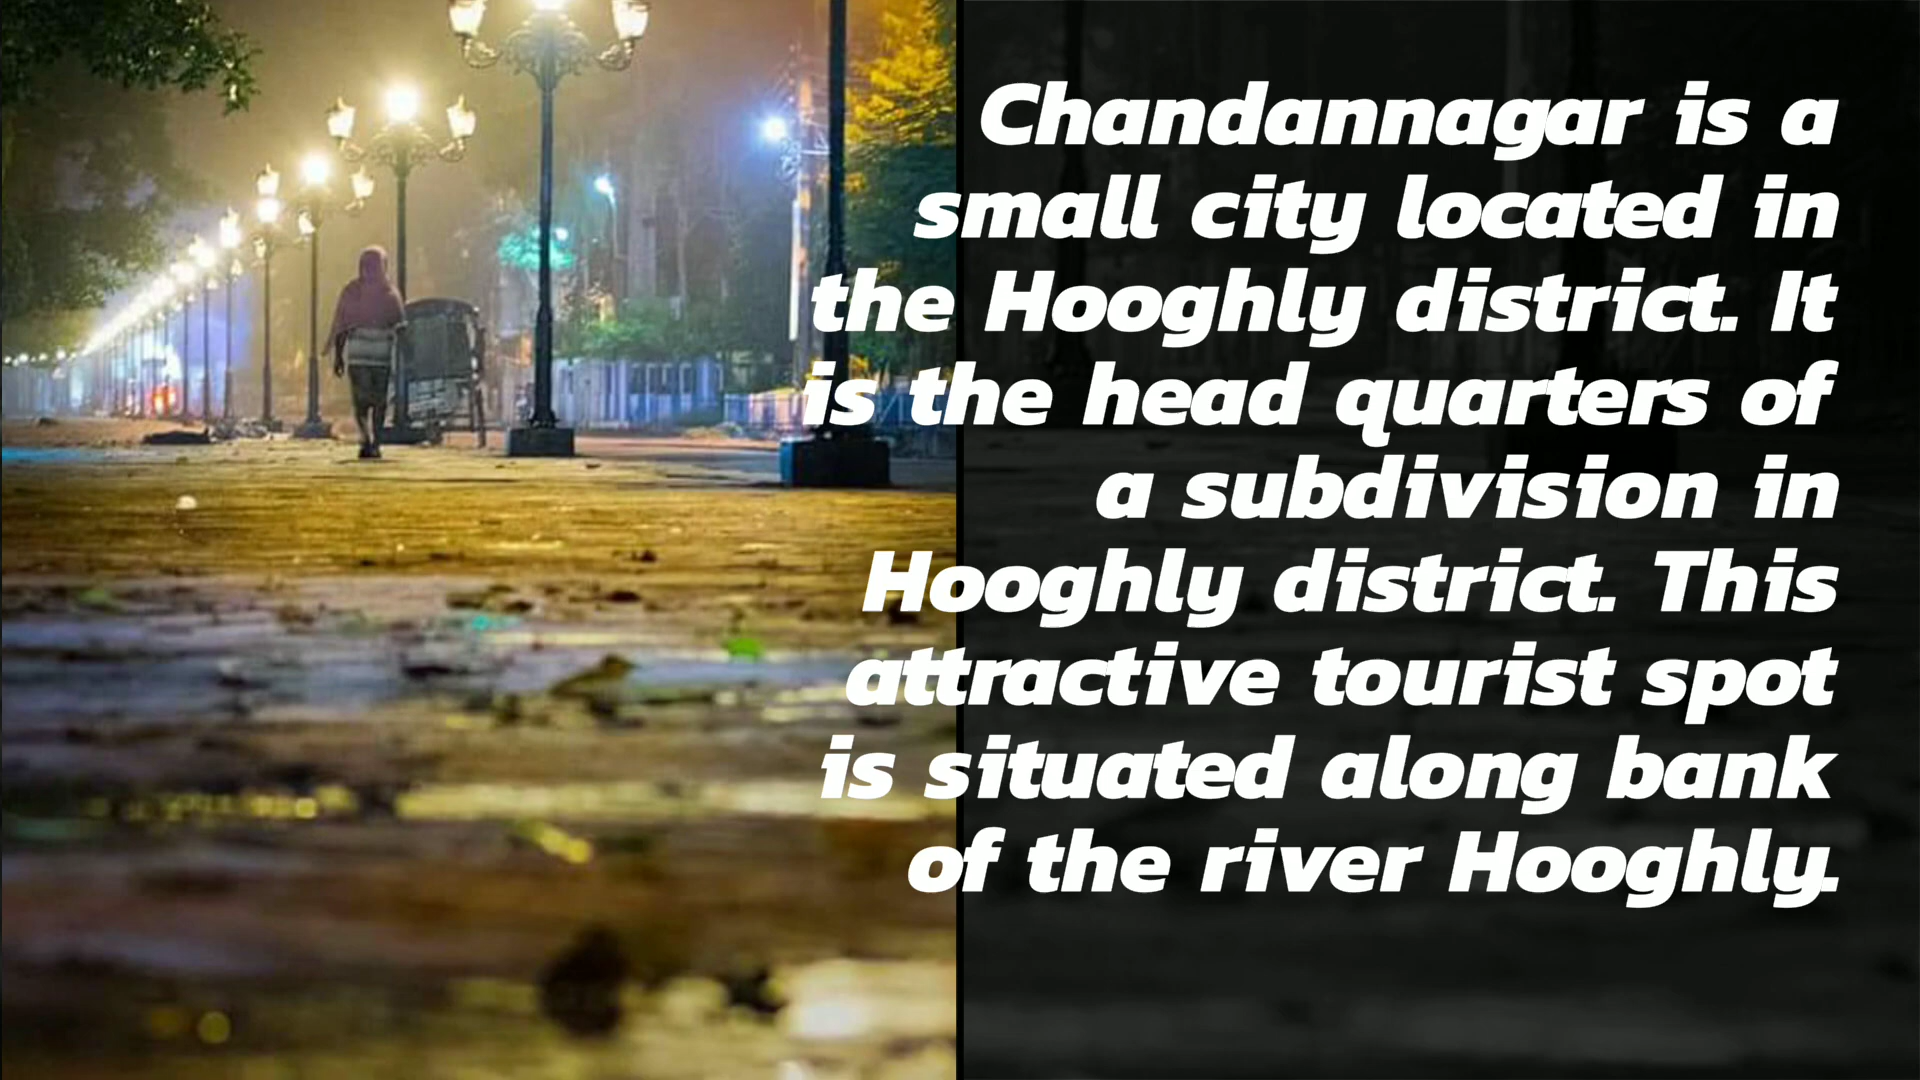 Chandannagar is a
small city located in
the Hooghly district. It
is the head quarters of
a subdivision in
Hooghly district. This
attractive tourist spot
is situated along bank
of the river Hooghly.